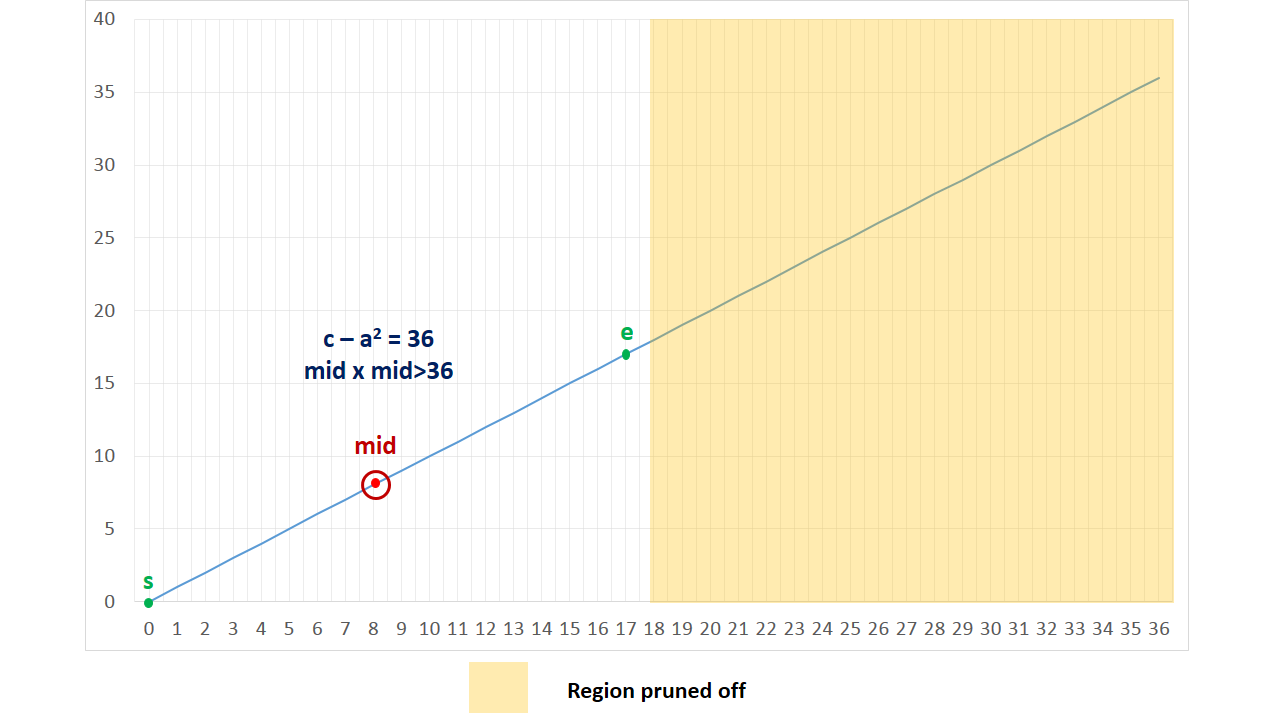 40
35
30
25
20
15
10
5
0
c – a² = 36
mid x mid>36
e
mid
s
0 1 2 3 4 5 6 7 8 9 10 11 12 13 14 15 16 17 18 19 20 21 22 23 24 25 26 27 28 29 30 31 32 33 34 35 36
Region pruned off